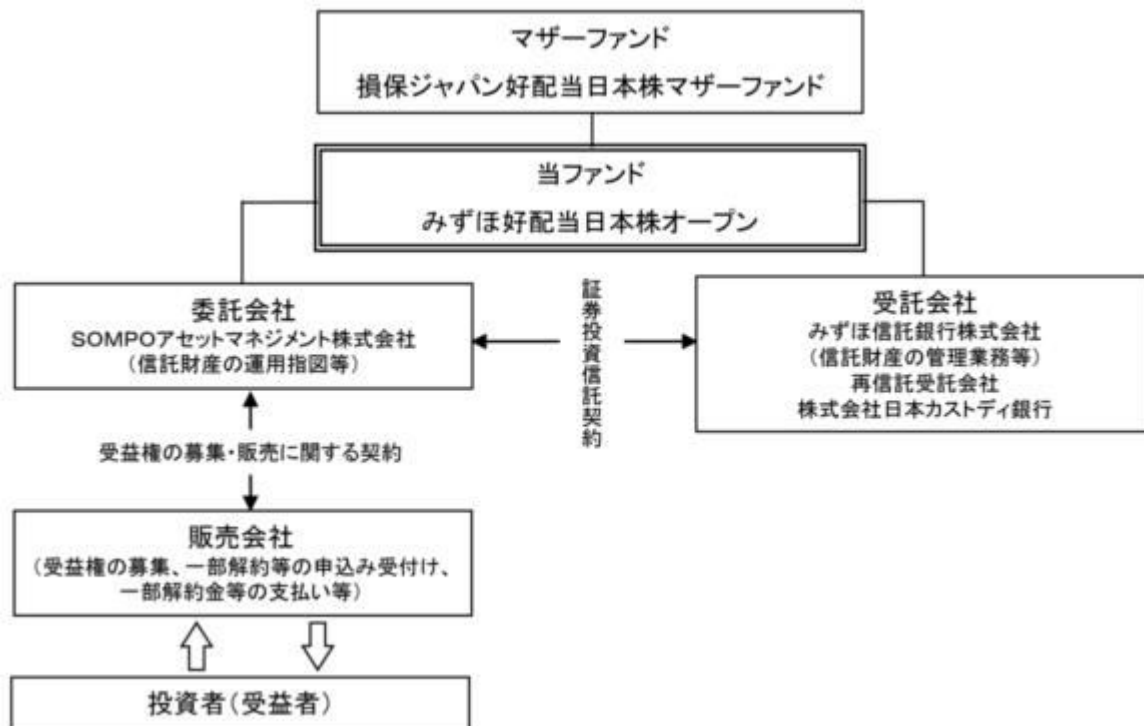 マザーファンド
損保ジャパン好配当日本株マザーファンド
当ファンド
みずほ好配当日本株オープン
委託会社
SOMPOアセットマネジメント株式会社
(信託財産の運用指図等)
証券投資信託契約
受託会社
みずほ信託銀行株式会社
(信託財産の管理業務等)
再信託受託会社
株式会社日本カストディ銀行
受益権の募集・販売に関する契約
販売会社
(受益権の募集、一部解約等の申込み受付け、
一部解約金等の支払い等)
投資者(受益者)